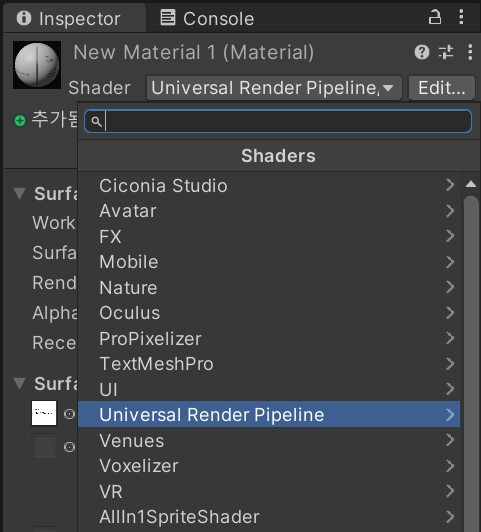 Inspector
Console
New Material 1 (Material)
Shader
Universal Render Pipeline/
Edit...
추가됨
Shaders
Ciconia Studio
Avatar
FX
Mobile
Nature
Oculus
ProPixelizer
TextMeshPro
UI
Universal Render Pipeline
Venues
Voxelizer
VR
AllIn1SpriteShader
Surfa
Work
Surfa
Rend
Alpha
Rece
Surfa